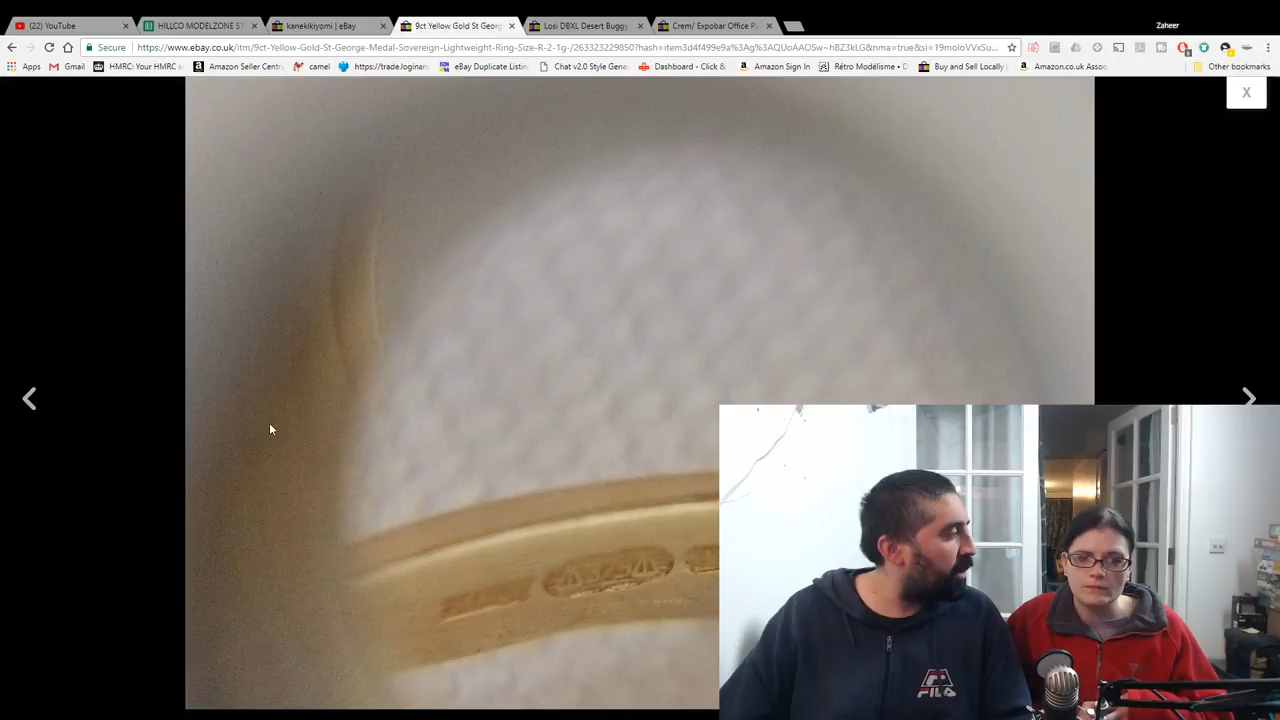 (22) YouTube
HILLCO MODELZONE ST
kanekikiyomi | eBay
9ct Yellow Gold St Georg
Losi DBXL Desert Buggy
Crem/ Expobar Office P
Zaheer
Secure
https://www.ebay.co.uk/itm/9ct-Yellow-Gold-St-George-Medal-Sovereign-Lightweight-Ring-Size-R-2-1g-/263323229850?hash=item3d4f499e9a%3Ag%3AQUoAAOSw~hBZ3kLG&nma=true&si=19moIoVVxSu...
Apps
Gmail
HMRC: Your HMRC e
Amazon Seller Centr
camel
https://trade.loginan
eBay Duplicate Listin
Chat v2.0 Style Gene
Dashboard - Click &
Amazon Sign In
Rétro Modélisme • D
Buy and Sell Locally |
Amazon.co.uk Assoc
Other bookmarks
X
375
FILA